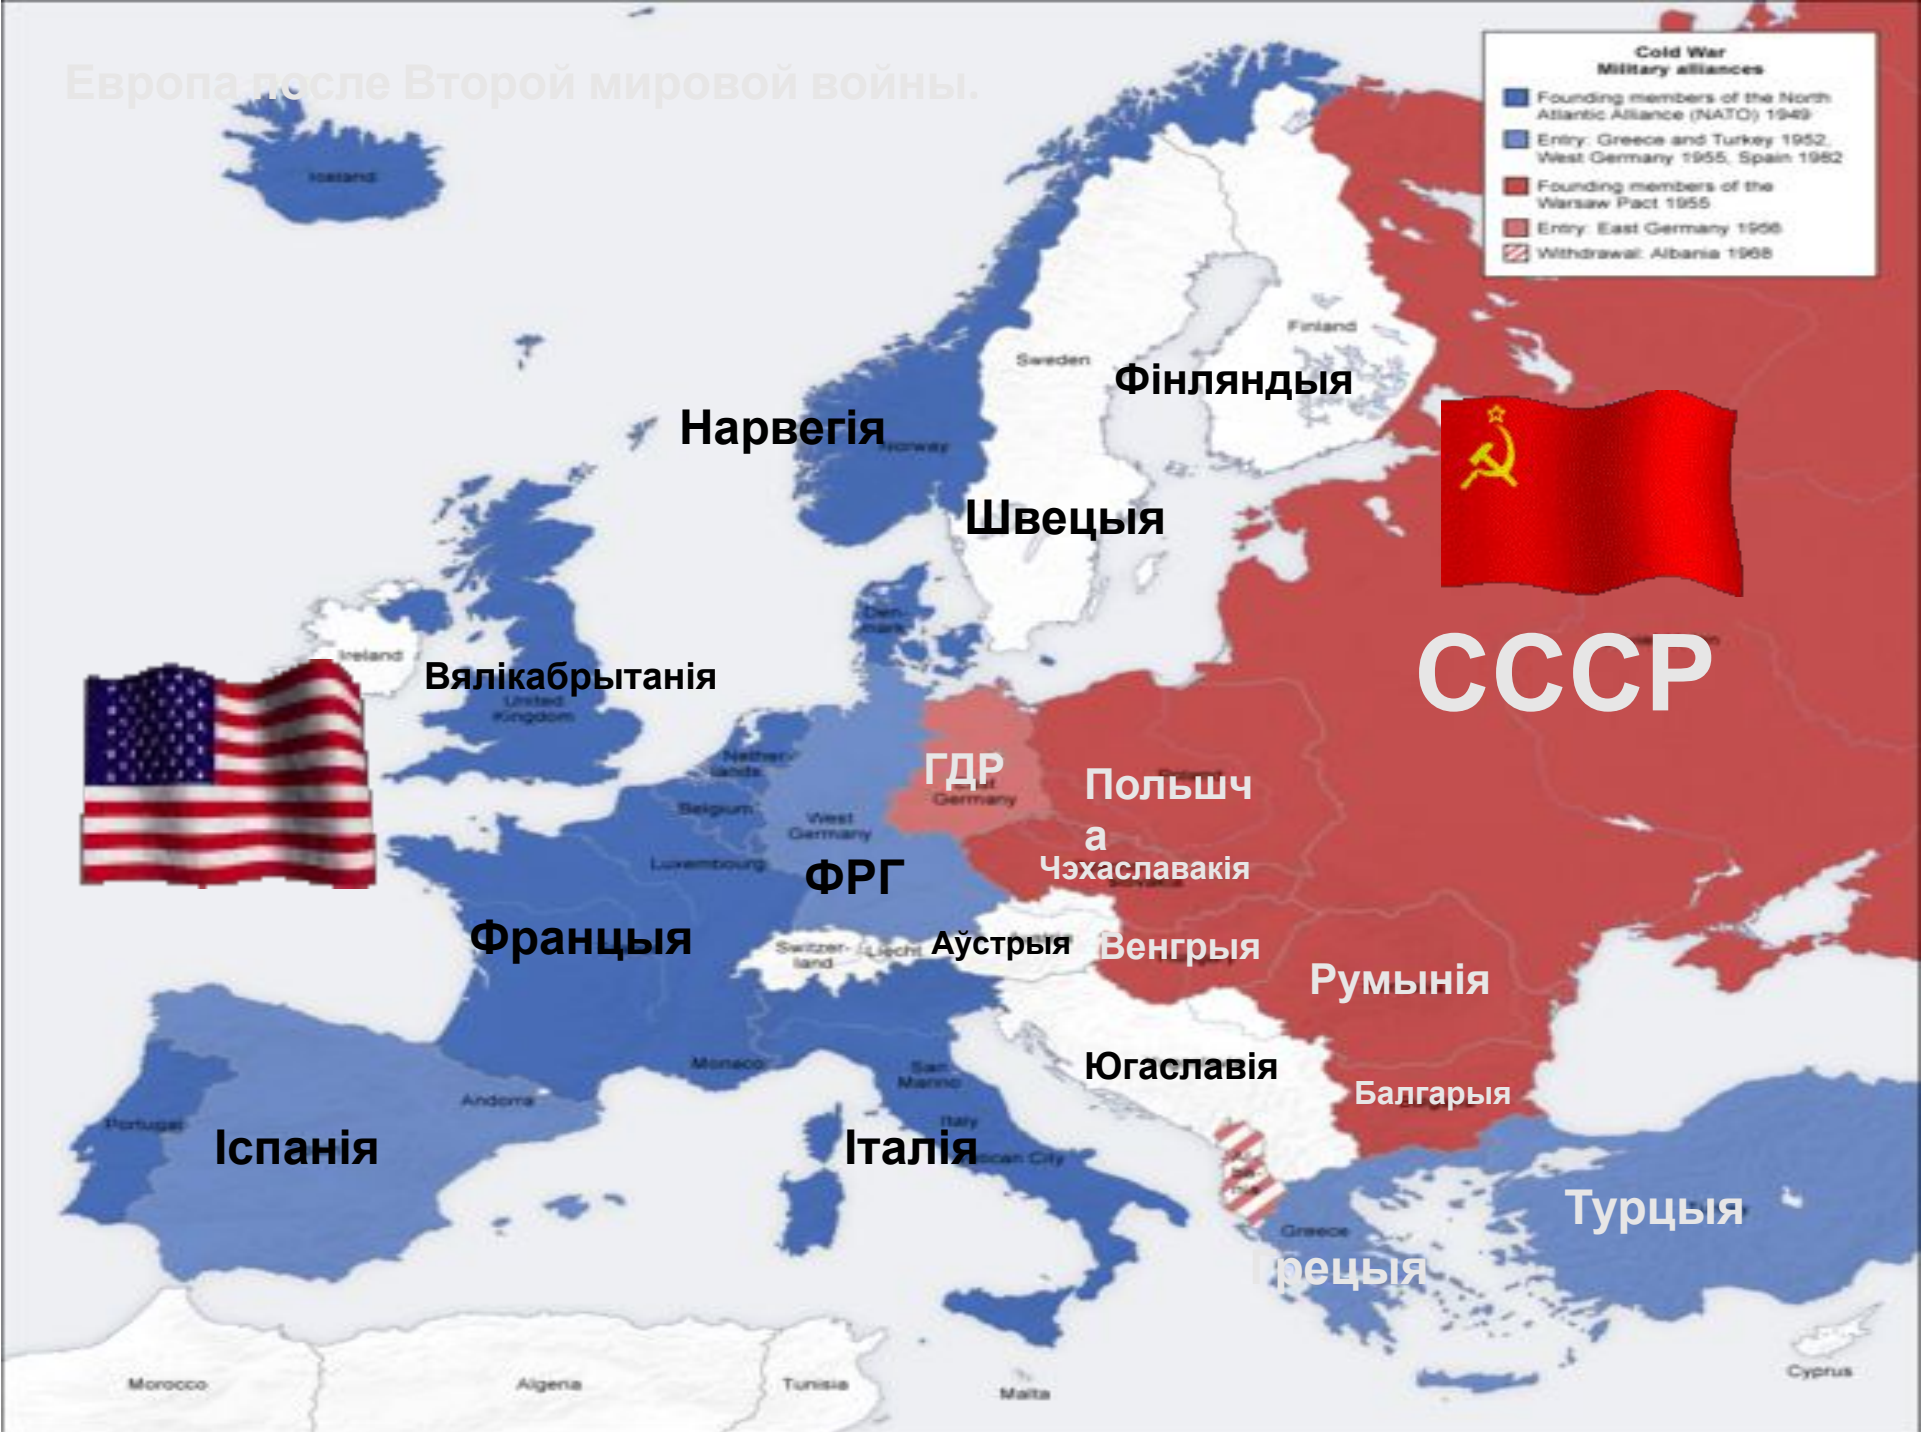 Европа после Второй мировой войны.
Cold War
Military alliances
Founding members of the North
Atlantic Alliance (NATO) 1949
Entry: Greece and Turkey 1952,
West Germany 1955, Spain 1982
Founding members of the
Warsaw Pact 1955
Entry: East Germany 1956
Withdrawal: Albania 1968
Iceland
Finland
Sweden
Фінляндыя
Нарвегія
Norway
Швецыя
Den-
mark
СССР
Ireland
Вялікабрытанія
United
Kingdom
Nether-
lands
ГДР
East
Germany
Польшч
а
Poland
Belgium
West
Germany
Luxembourg
ФРГ
Чэхаславакія
Францыя
Switzer-
land
Liecht
Аўстрыя
Венгрыя
Румынія
Monaco
San
Marino
Югаславія
Балгарыя
Andorra
Portugal
Іспанія
Italy
Італія
Vatican City
Турцыя
Greece
Грецыя
Morocco
Algeria
Tunisia
Malta
Cyprus